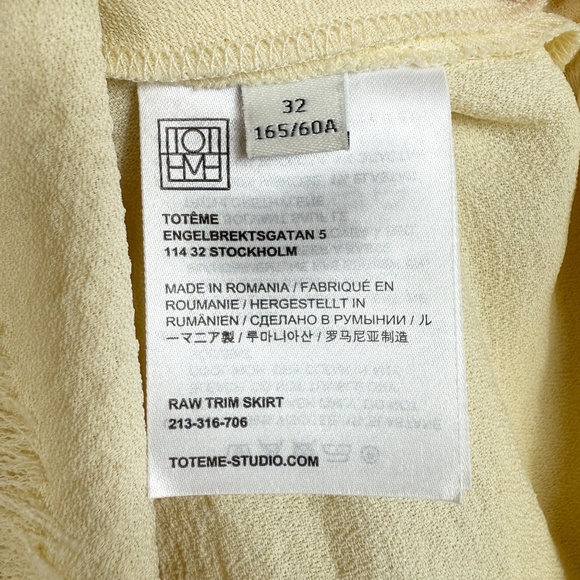 32
165/60A
TOT
EME
TOTÊME
ENGELBREKTSGATAN 5
114 32 STOCKHOLM
MADE IN ROMANIA / FABRIQUÉ EN
ROUMANIE / HERGESTELLT IN
RUMÄNIEN / СДЕЛАНО В РУМЫНИИ / ル
ーマニア製 / 루마니아산 / 罗马尼亚制造
RAW TRIM SKIRT
213-316-706
TOTEME-STUDIO.COM